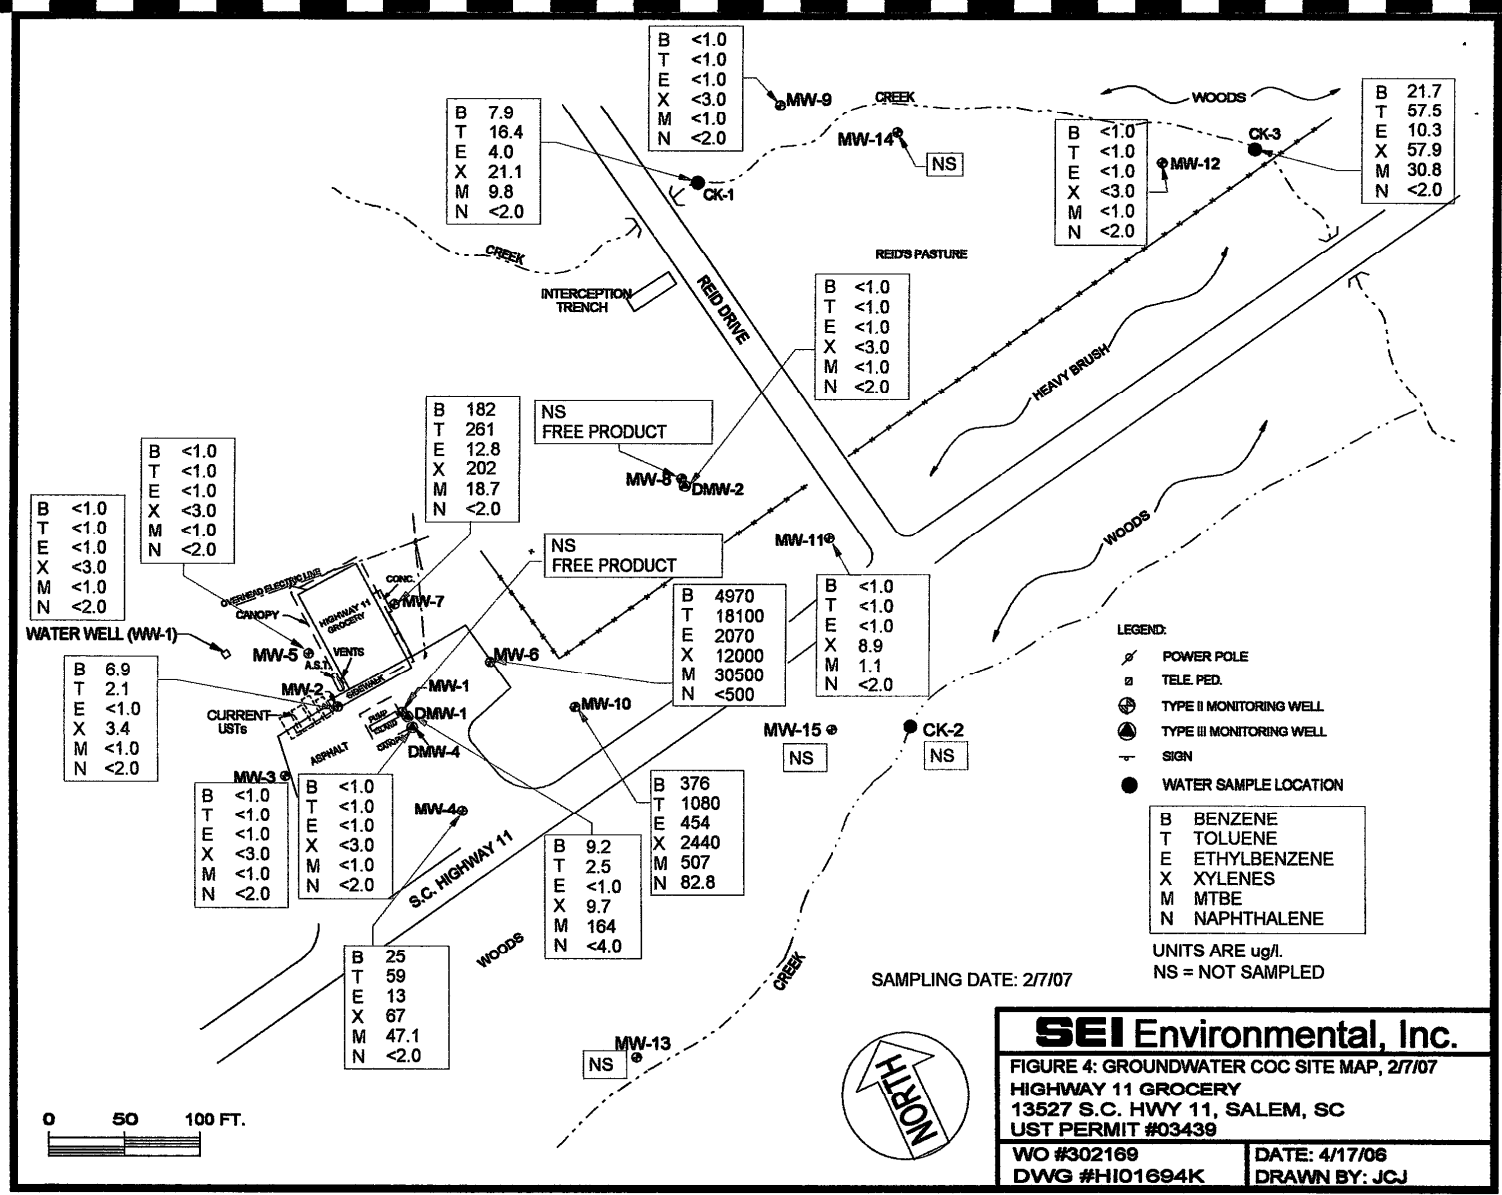 B <1.0
T <1.0
E <1.0
X <3.0
M <1.0
N <2.0
MW-9
CREEK
MW-14
NS
WOODS
B 21.7
T 57.5
E 10.3
X 57.9
M 30.8
N <2.0
CK-3
B <1.0
T <1.0
E <1.0
X <3.0
M <1.0
N <2.0
MW-12
B 7.9
T 16.4
E 4.0
X 21.1
M 9.8
N <2.0
CK-1
CREEK
INTERCEPTION
TRENCH
REID DRIVE
REID'S PASTURE
B <1.0
T <1.0
E <1.0
X <3.0
M <1.0
N <2.0
HEAVY BRUSH
B 182
T 261
E 12.8
X 202
M 18.7
N <2.0
NS
FREE PRODUCT
MW-8
DMW-2
B <1.0
T <1.0
E <1.0
X <3.0
M <1.0
N <2.0
B <1.0
T <1.0
E <1.0
X <3.0
M <1.0
N <2.0
NS
FREE PRODUCT
MW-11
WOODS
OVERHEAD ELECTRIC LINE
CONC.
CANOPY
HIGHWAY 11
GROCERY
MW-7
WATER WELL (WW-1)
MW-5
VENTS
A.S.T.
B 4970
T 18100
E 2070
X 12000
M 30500
N <500
B <1.0
T <1.0
E <1.0
X 8.9
M 1.1
N <2.0
MW-6
B 6.9
T 2.1
E <1.0
X 3.4
M <1.0
N <2.0
MW-2
SIDEWALK
MW-1
DMW-1
DMW-4
PUMP
ISLAND
CANOPY
CURRENT
USTs
ASPHALT
MW-10
MW-15
NS
CK-2
NS
MW-3
B <1.0
T <1.0
E <1.0
X <3.0
M <1.0
N <2.0
B <1.0
T <1.0
E <1.0
X <3.0
M <1.0
N <2.0
MW-4
S.C. HIGHWAY 11
B 9.2
T 2.5
E <1.0
X 9.7
M 164
N <4.0
B 376
T 1080
E 454
X 2440
M 507
N 82.8
B 25
T 59
E 13
X 67
M 47.1
N <2.0
WOODS
CREEK
MW-13
NS
LEGEND:
POWER POLE
TELE. PED.
TYPE II MONITORING WELL
TYPE III MONITORING WELL
SIGN
WATER SAMPLE LOCATION
B BENZENE
T TOLUENE
E ETHYLBENZENE
X XYLENES
M MTBE
N NAPHTHALENE
UNITS ARE ug/l.
NS = NOT SAMPLED
SAMPLING DATE: 2/7/07
NORTH
0 50 100 FT.
SEI Environmental, Inc.
FIGURE 4: GROUNDWATER COC SITE MAP, 2/7/07
HIGHWAY 11 GROCERY
13527 S.C. HWY 11, SALEM, SC
UST PERMIT #03439
WO #302169
DWG #HI01694K
DATE: 4/17/06
DRAWN BY: JCJ